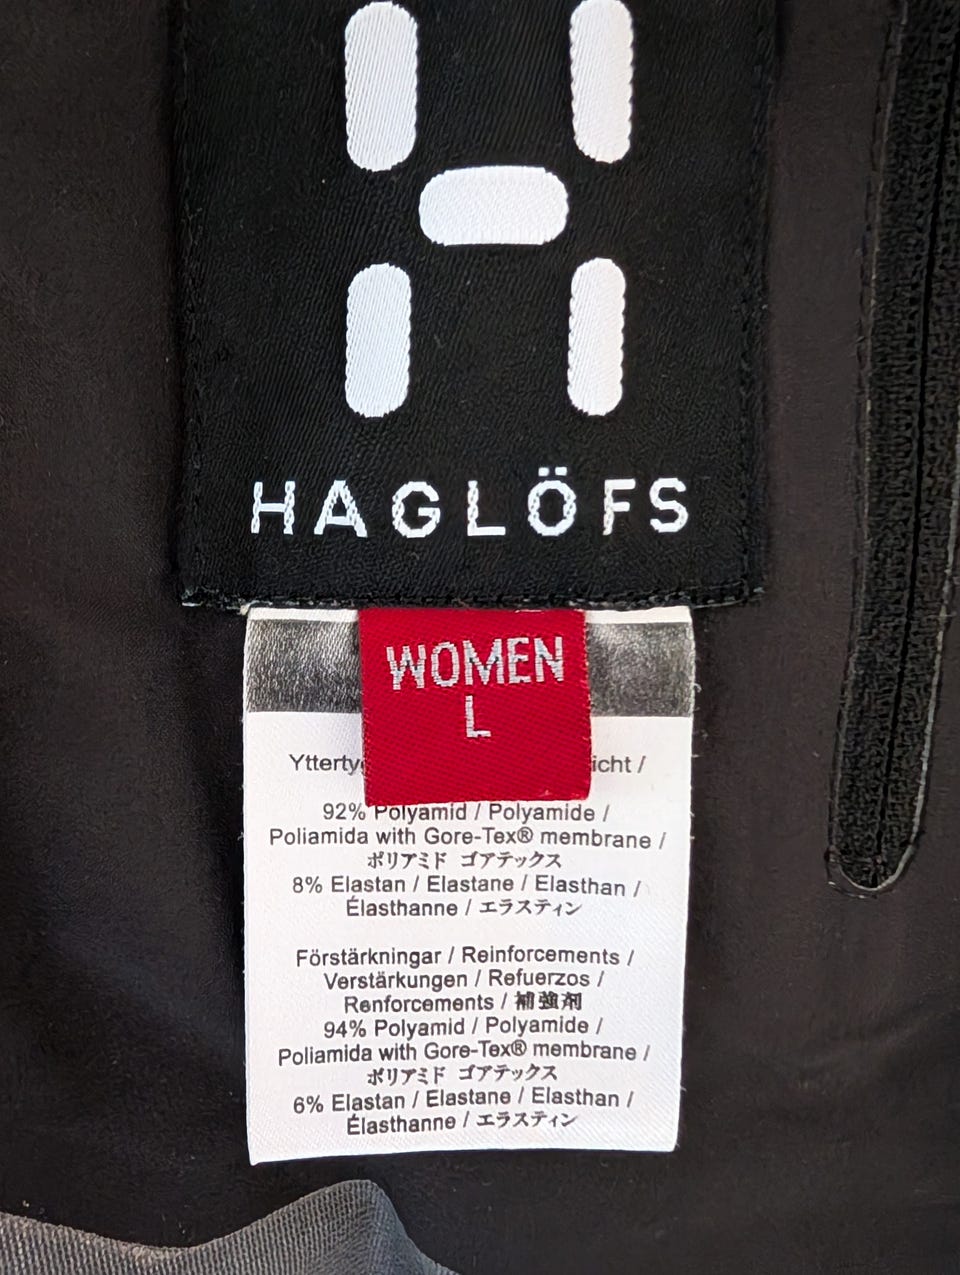 HAGLÖFS
WOMEN
L
92% Polyamid / Polyamide /
Poliamida with Gore-Tex® membrane /
ポリアミド ゴアテックス
8% Elastan / Elastane / Elasthan /
Élasthanne / エラスティン
Förstärkningar / Reinforcements /
Verstärkungen / Refuerzos /
Renforcements / 補強剤
94% Polyamid / Polyamide /
Poliamida with Gore-Tex® membrane /
ポリアミド ゴアテックス
6% Elastan / Elastane / Elasthan /
Élasthanne / エラスティン